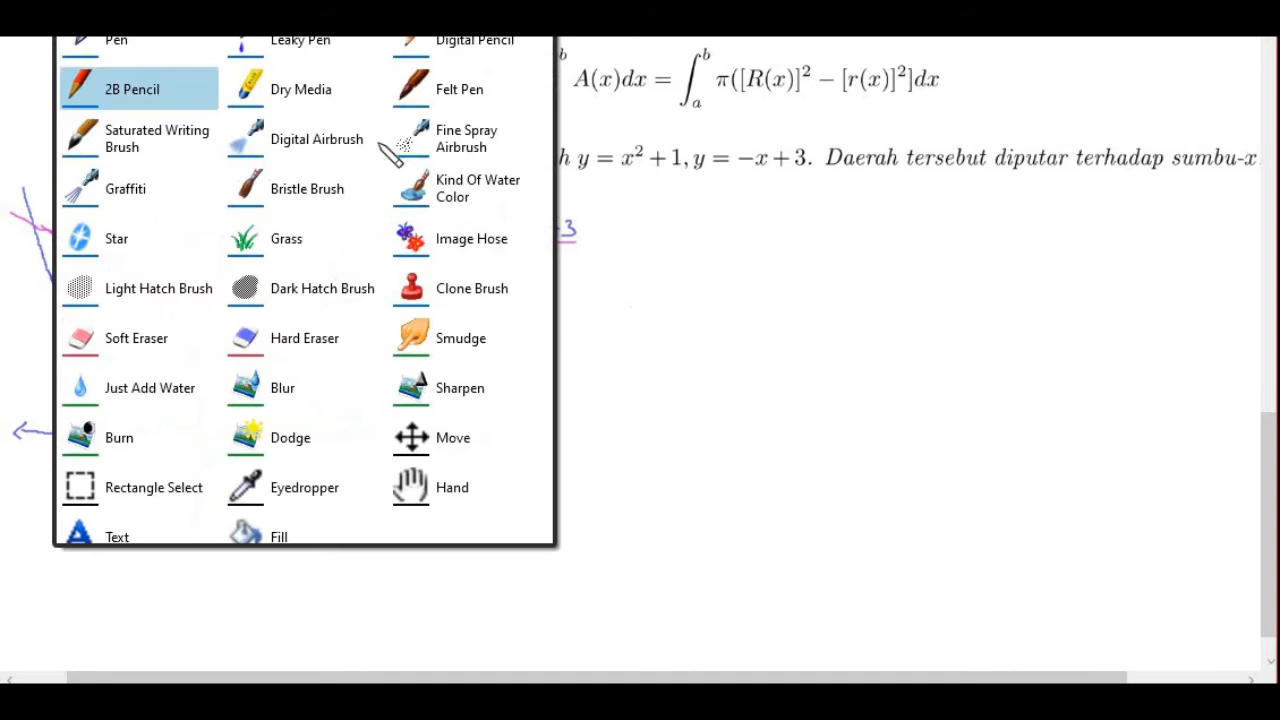 Pen Leaky Pen Digital Pencil
b
A(x)dx = ∫_a^b π([R(x)]² − [r(x)]²]dx
2B Pencil Dry Media Felt Pen
Saturated Writing Brush Digital Airbrush Fine Spray Airbrush
h y = x² + 1, y = −x + 3. Daerah tersebut diputar terhadap sumbu-x
Graffiti Bristle Brush Kind Of Water Color
3
Star Grass Image Hose
Light Hatch Brush Dark Hatch Brush Clone Brush
Soft Eraser Hard Eraser Smudge
Just Add Water Blur Sharpen
Burn Dodge Move
Rectangle Select Eyedropper Hand
Text Fill